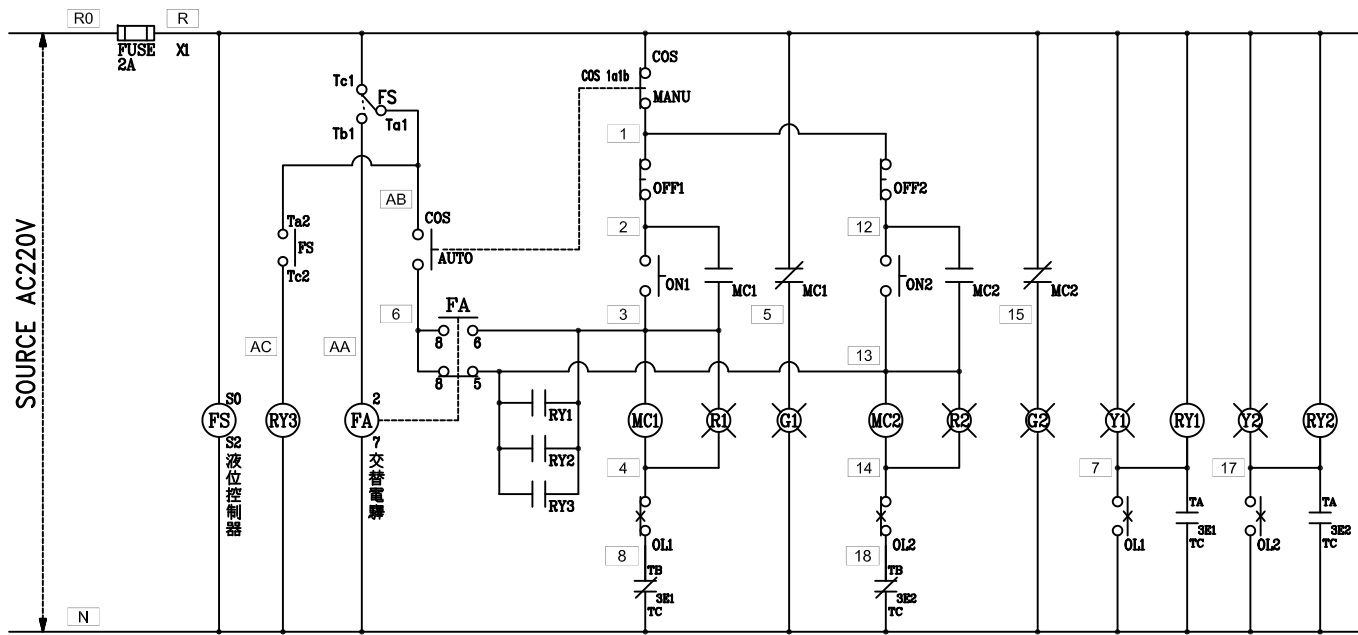 R0
R
FUSE
2A
X1
SOURCE AC220V
N
Tc1
FS
Ta1
Tb1
Ta2
FS
Tc2
AB
COS
AUTO
6
FA
8
6
8
5
AC
AA
S0
FS
S2
液位控制器
RY3
2
FA
7
交替電驛
RY1
RY2
RY3
COS 1a1b
COS
MANU
1
OFF1
2
ON1
MC1
3
MC1
R1
4
OL1
8
TB
3E1
TC
MC1
5
G1
OFF2
12
ON2
MC2
13
MC2
R2
14
OL2
18
TB
3E2
TC
MC2
15
G2
Y1
RY1
7
OL1
TA
3E1
TC
Y2
RY2
17
OL2
TA
3E2
TC